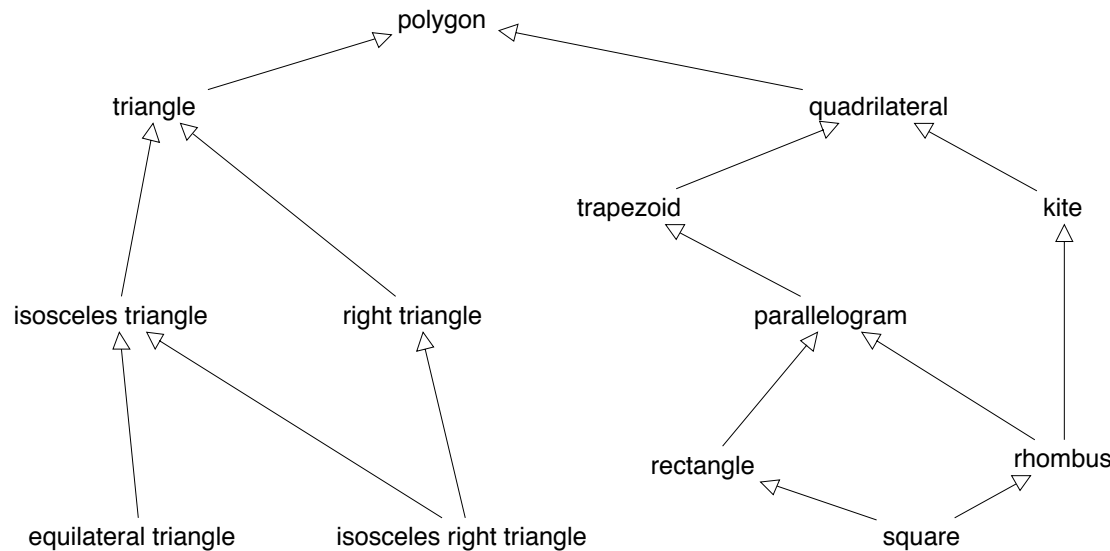 polygon
triangle
quadrilateral
trapezoid
kite
isosceles triangle
right triangle
parallelogram
rectangle
rhombus
equilateral triangle
isosceles right triangle
square